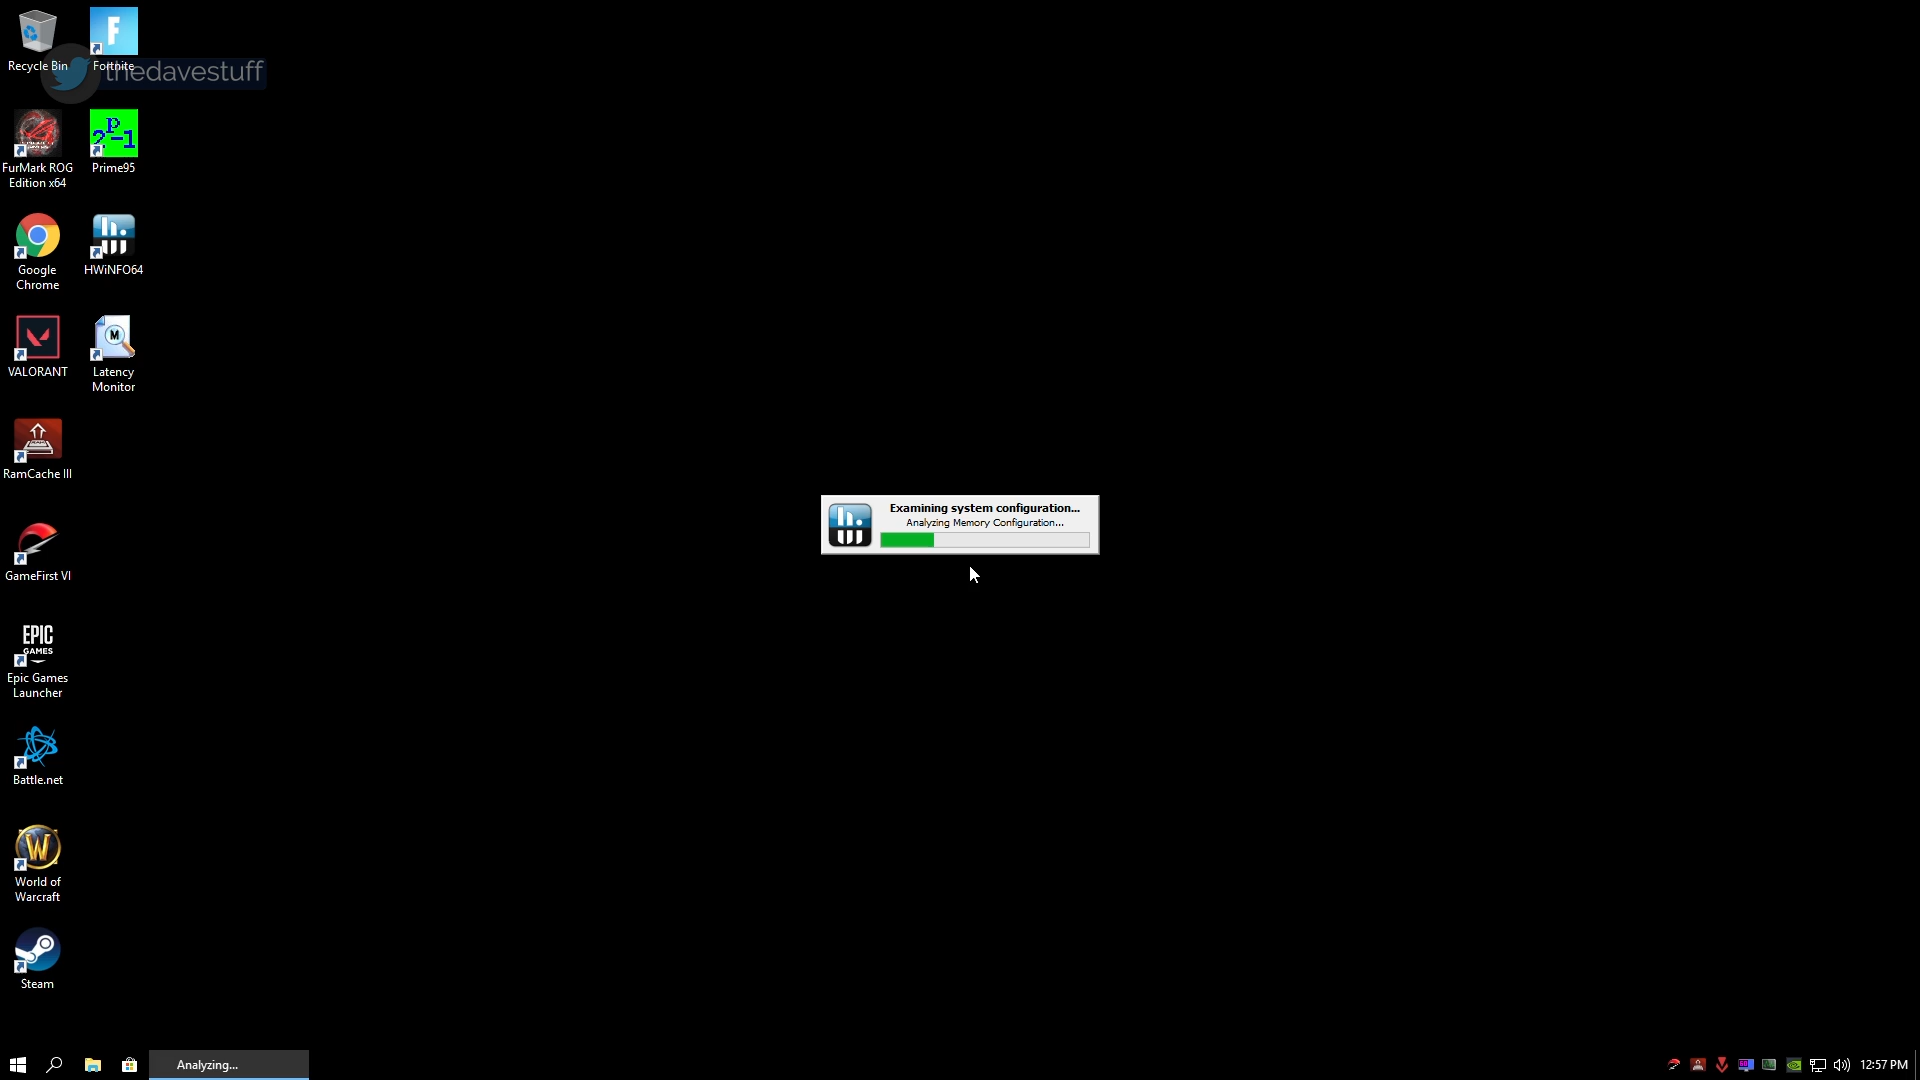 Recycle Bin
Fortnite
thedavestuff
FurMark ROG
Edition x64
Prime95
Google
Chrome
HWiNFO64
VALORANT
Latency
Monitor
RamCache III
GameFirst VI
EPIC
GAMES
Epic Games
Launcher
Battle.net
World of
Warcraft
Steam
Examining system configuration...
Analyzing Memory Configuration...
Analyzing...
12:57 PM